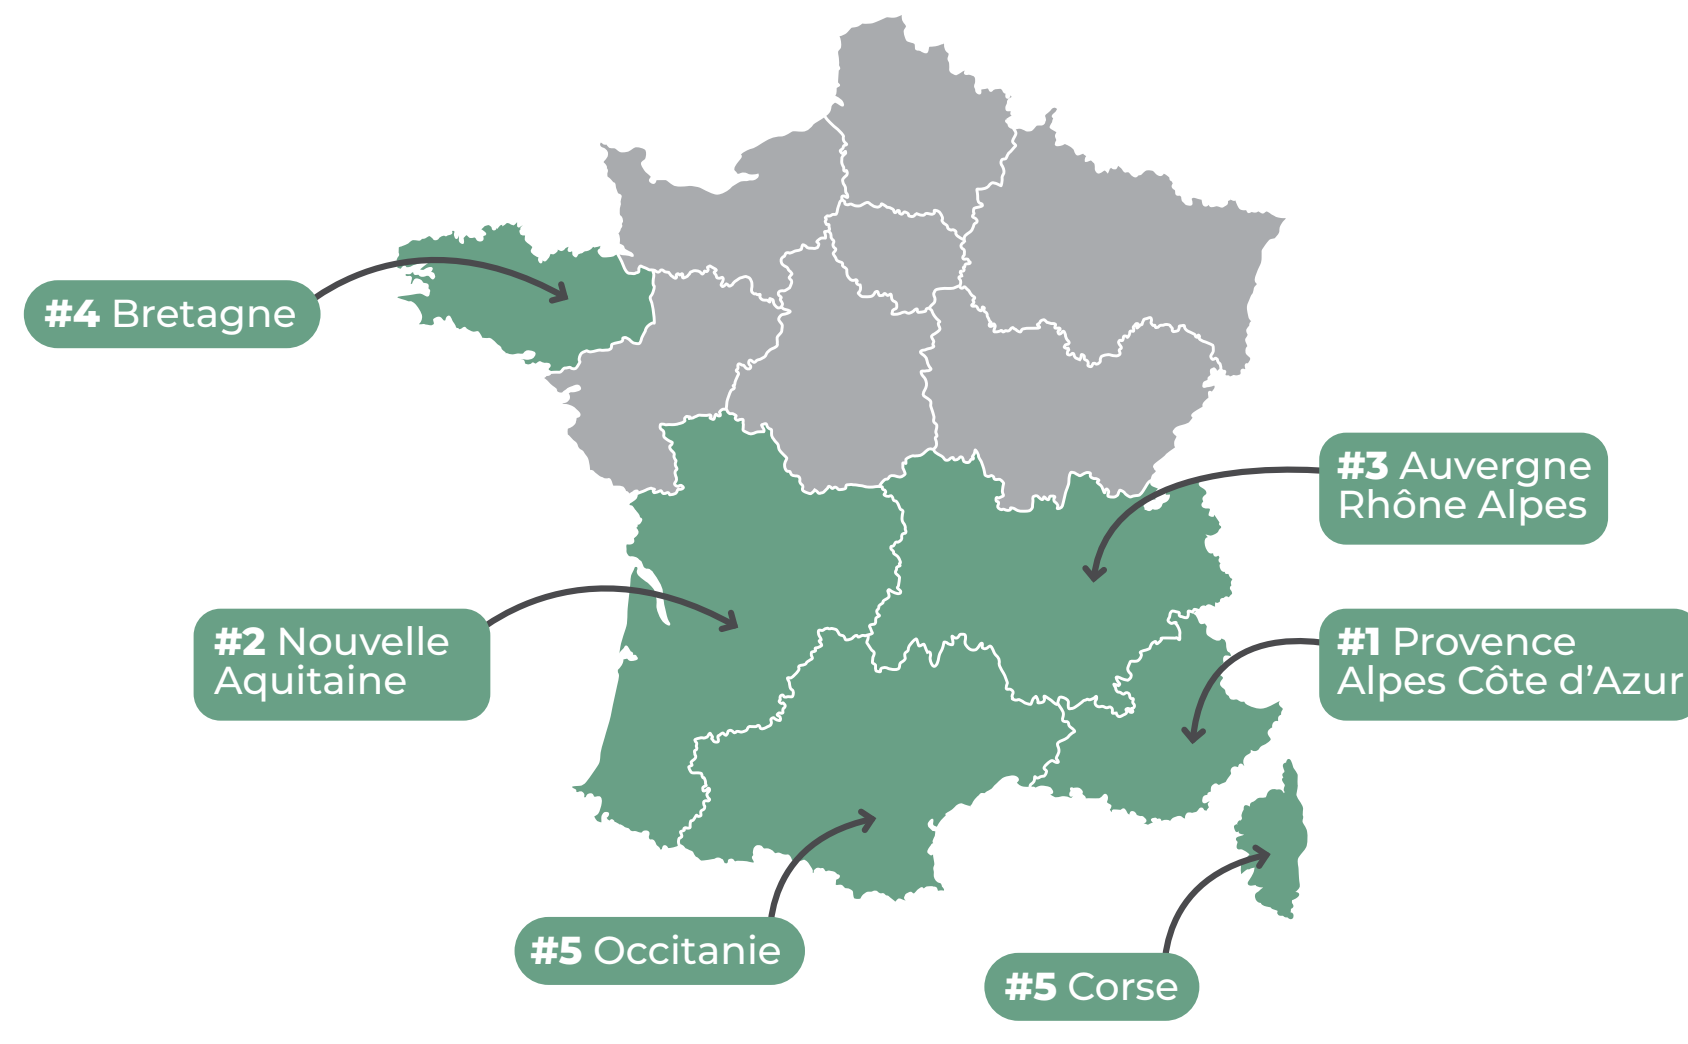 #4 Bretagne
#3 Auvergne
Rhône Alpes
#2 Nouvelle
Aquitaine
#1 Provence
Alpes Côte d’Azur
#5 Occitanie
#5 Corse